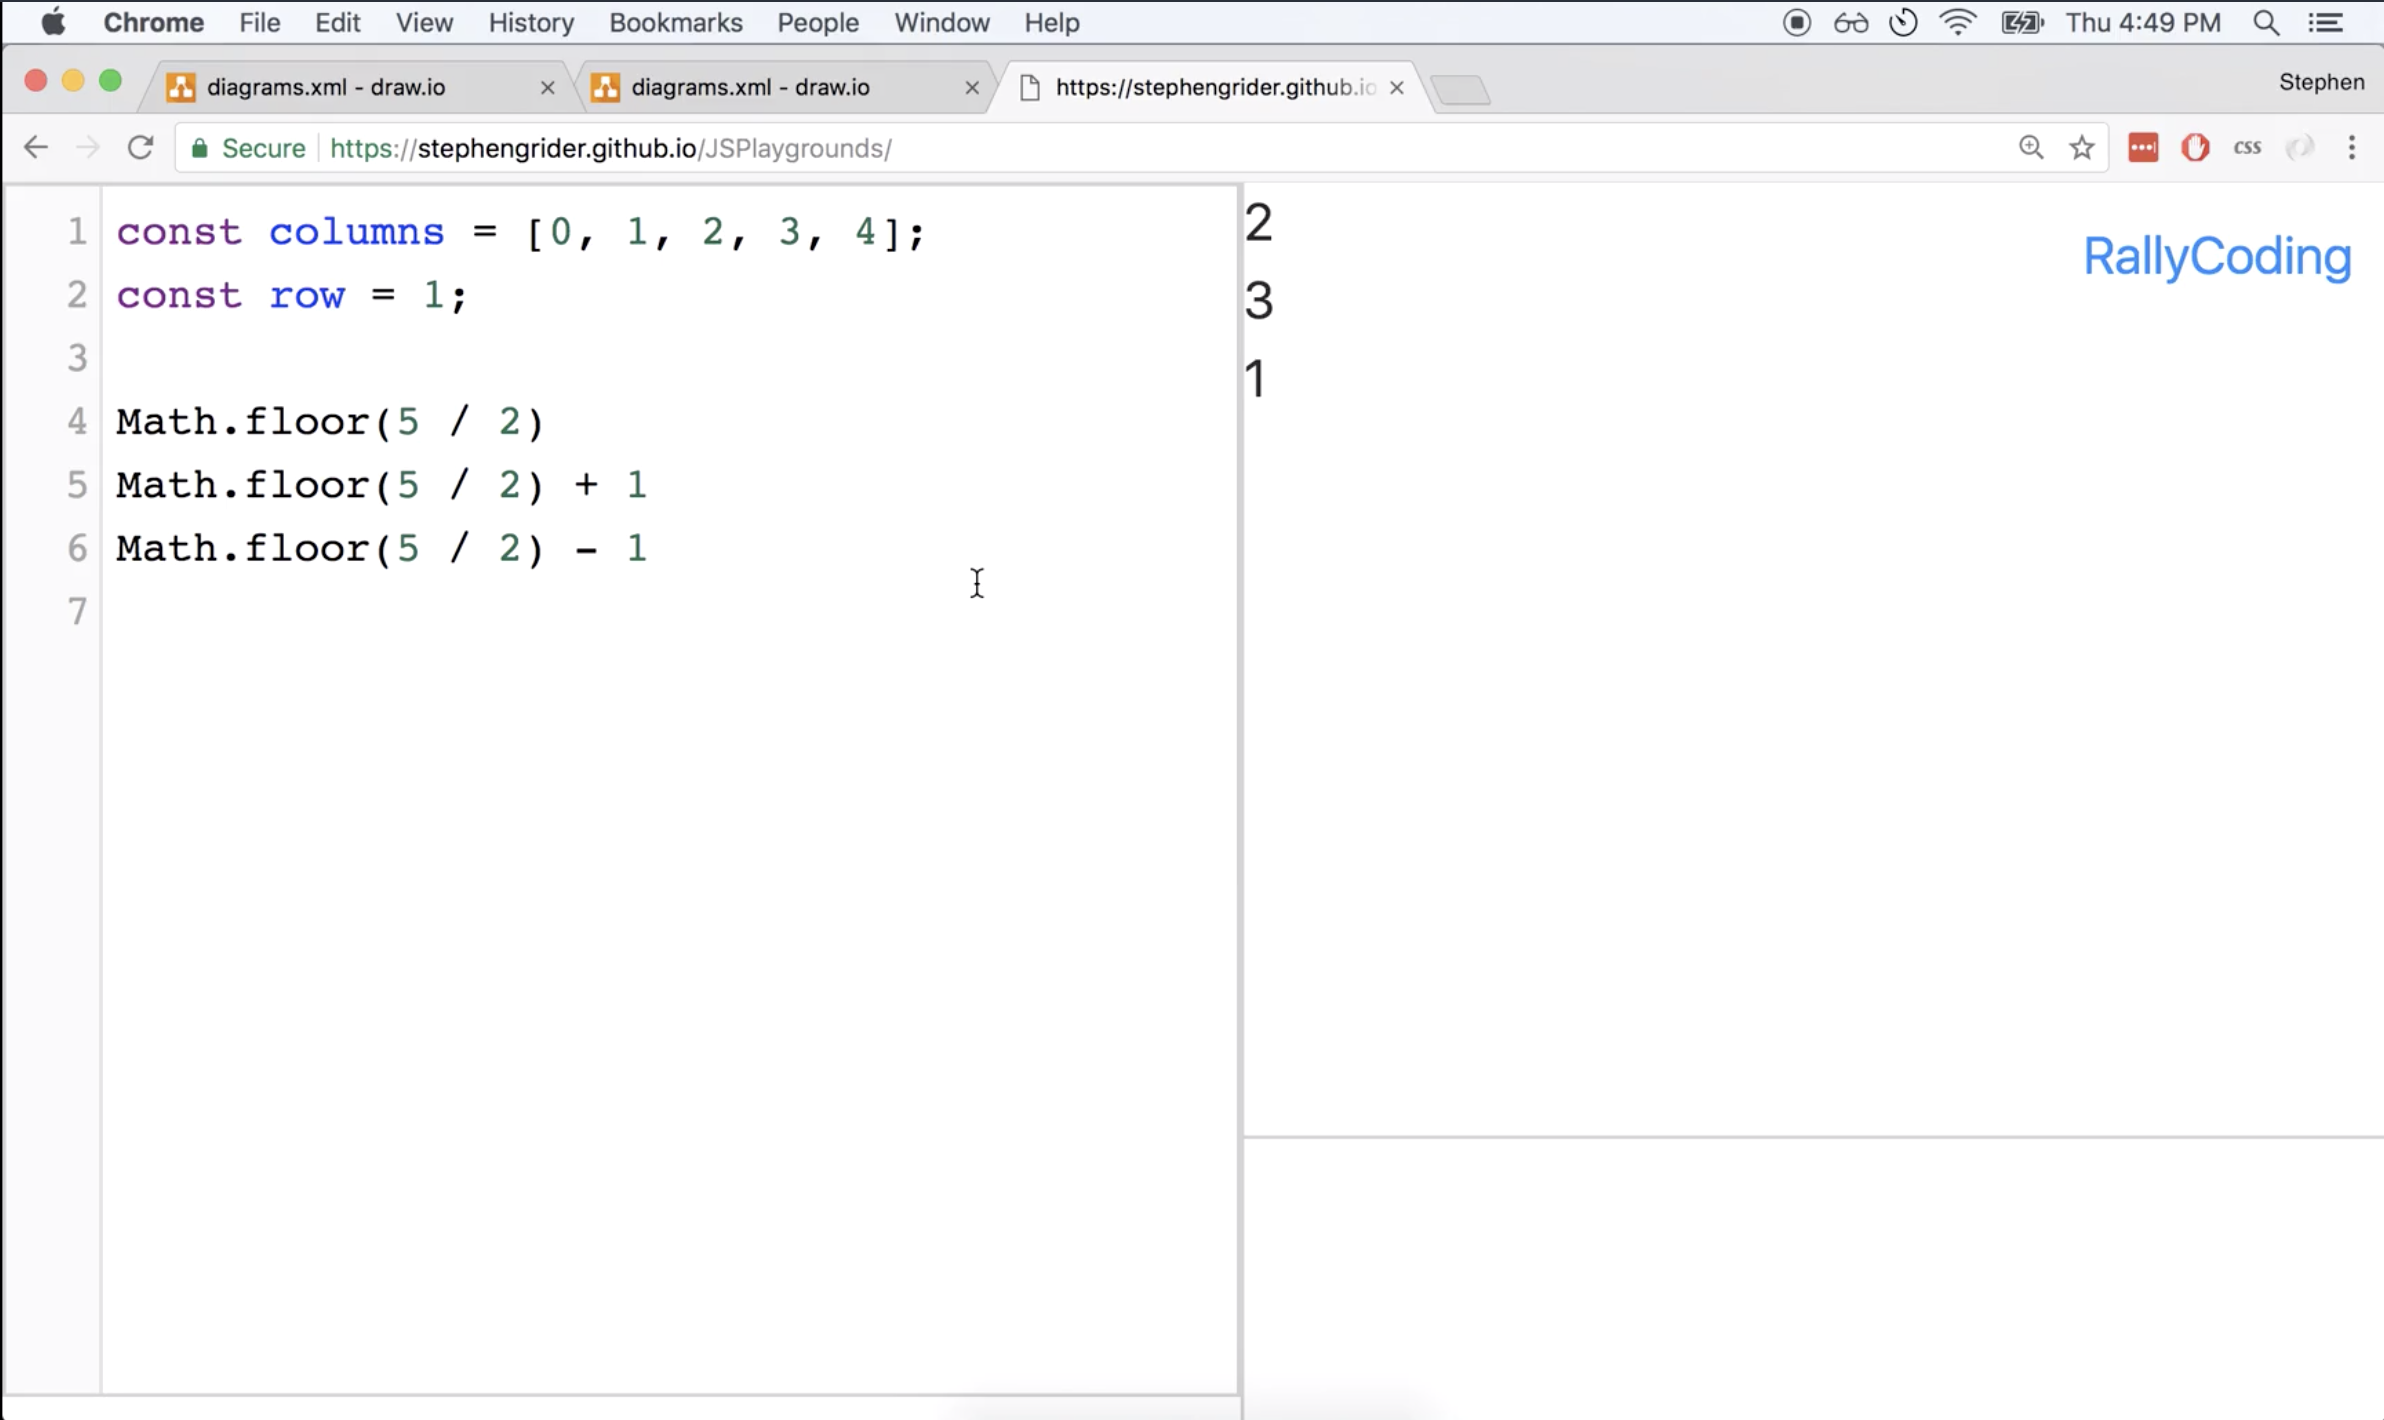 Chrome File Edit View History Bookmarks People Window Help Thu 4:49 PM
diagrams.xml - draw.io diagrams.xml - draw.io https://stephengrider.github.io Stephen
Secure https://stephengrider.github.io/JSPlaygrounds/ css
1 const columns = [0, 1, 2, 3, 4];
2 const row = 1;
3
4 Math.floor(5 / 2)
5 Math.floor(5 / 2) + 1
6 Math.floor(5 / 2) - 1
7
2
3
1
RallyCoding